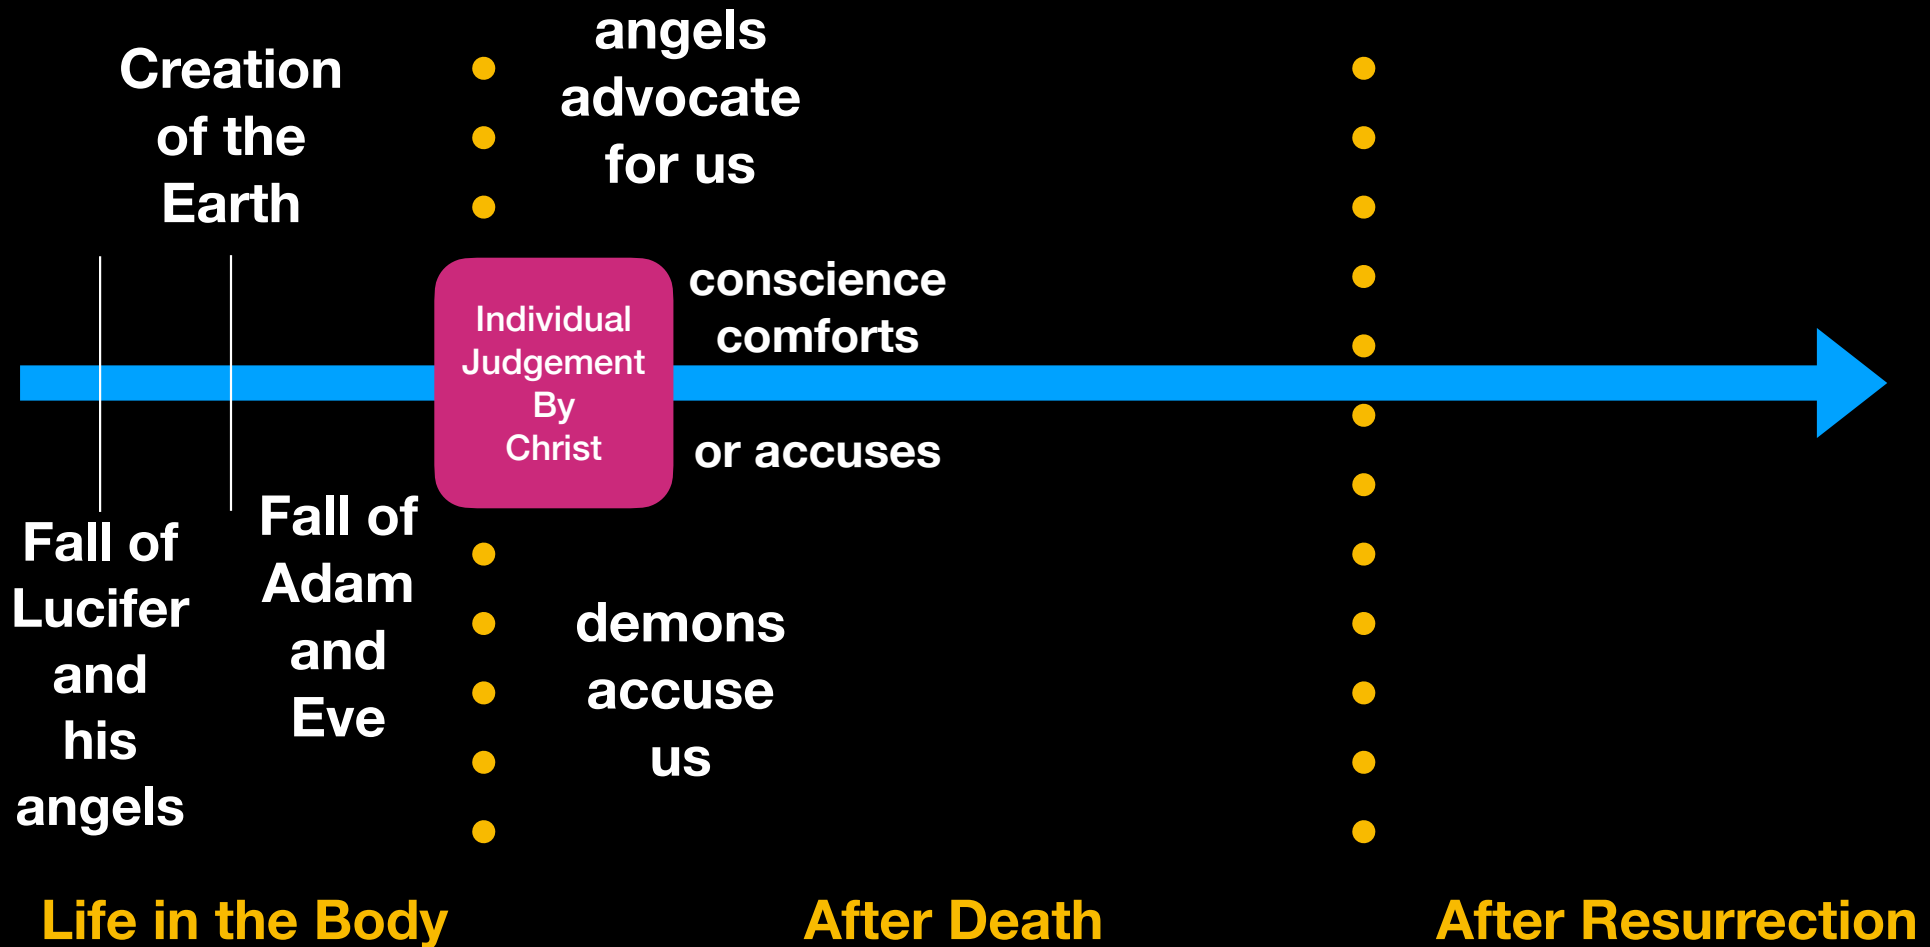 Creation
of the
Earth
angels
advocate
for us
Individual
Judgement
By
Christ
conscience
comforts
or accuses
Fall of
Lucifer
and
his
angels
Fall of
Adam
and
Eve
demons
accuse
us
Life in the Body
After Death
After Resurrection